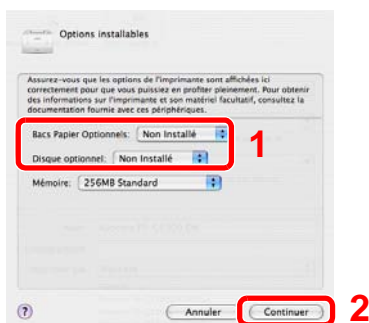 Options installables
Assurez-vous que les options de l'imprimante sont affichées ici
correctement pour que vous puissiez en profiter pleinement. Pour obtenir
des informations sur l'imprimante et son matériel facultatif, consultez la
documentation fournie avec ces périphériques.
Bacs Papier Optionnels: Non Installé
1
Disque optionnel: Non Installé
Mémoire: 256MB Standard
? Annuler Continuer 2